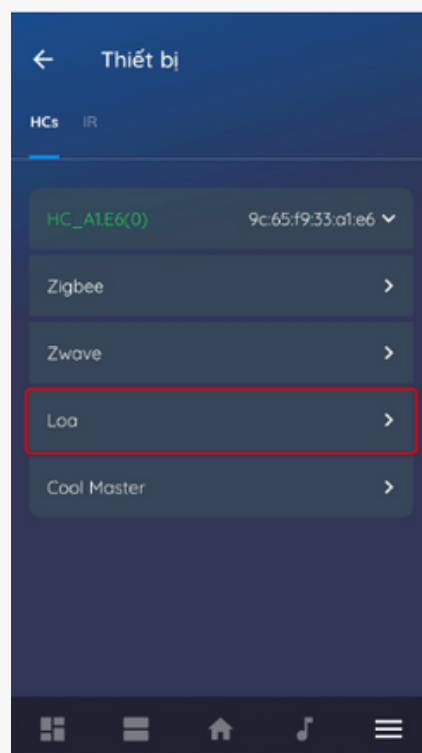 Thiết bị
HCs IR
HC_A1.E6(0) 9c:65:f9:33:a1:e6
Zigbee
Zwave
Loa
Cool Master